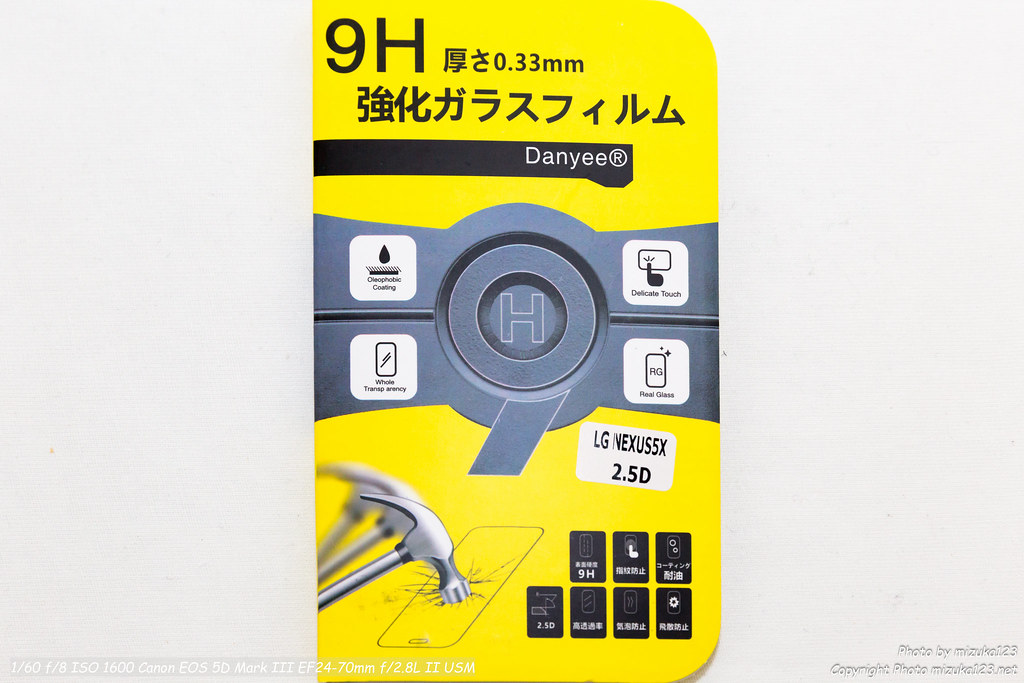 9H 厚さ0.33mm
強化ガラスフィルム
Danyee®
Oleophobic
Coating
Delicate Touch
H
Whole
Transp arency
RG
Real Glass
LG NEXUS5X
2.5D
表面硬度
9H
指紋防止
コーティング
耐油
2.5D
高透過率
気泡防止
飛散防止
1/60 f/8 ISO 1600 Canon EOS 5D Mark III EF24-70mm f/2.8L II USM
Photo by mizuka123
Copyright Photo mizuka123.net